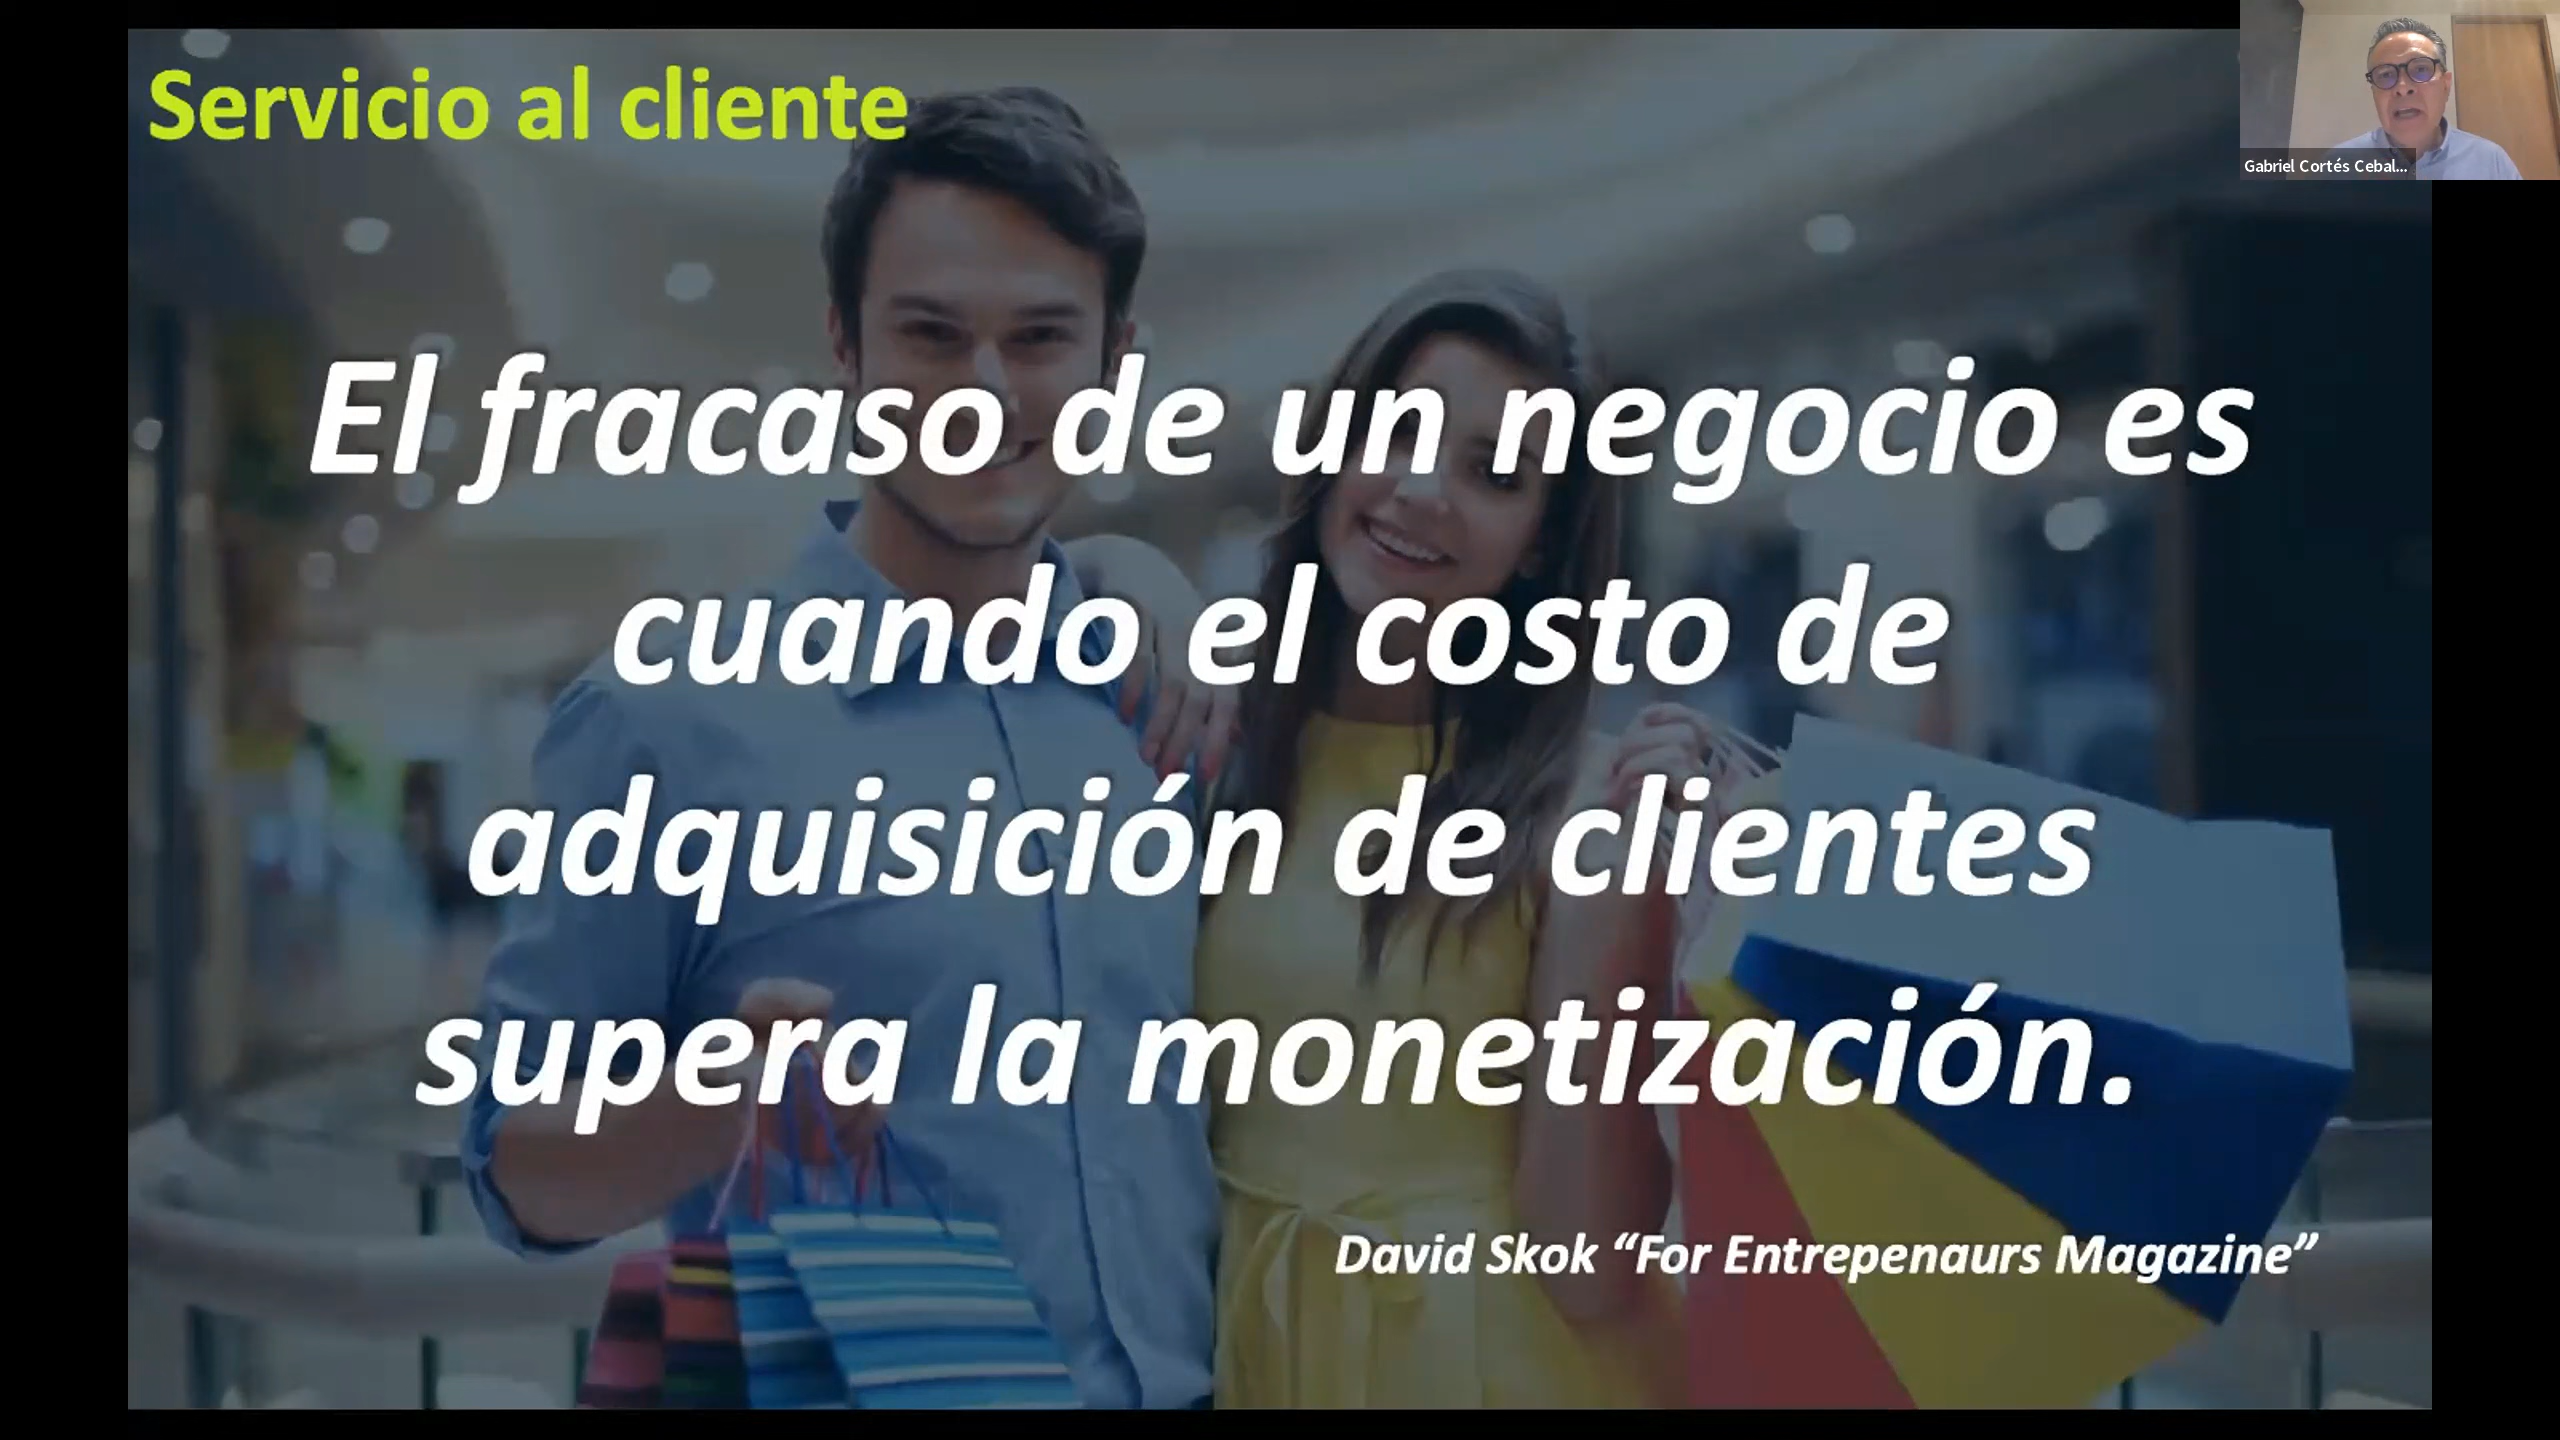 Servicio al cliente
Gabriel Cortés Cebal...
El fracaso de un negocio es
cuando el costo de
adquisición de clientes
supera la monetización.
David Skok “For Entrepenaurs Magazine”